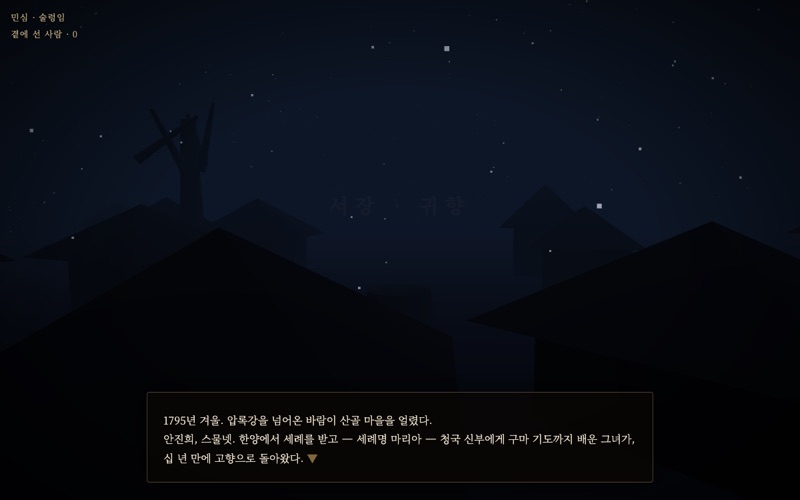 민심 · 술렁임
곁에 선 사람 · 0
서장 · 귀향
1795년 겨울. 압록강을 넘어온 바람이 산골 마을을 얼렸다.
안진희, 스물넷. 한양에서 세례를 받고 — 세례명 마리아 — 청국 신부에게 구마 기도까지 배운 그녀가,
십 년 만에 고향으로 돌아왔다. ▼